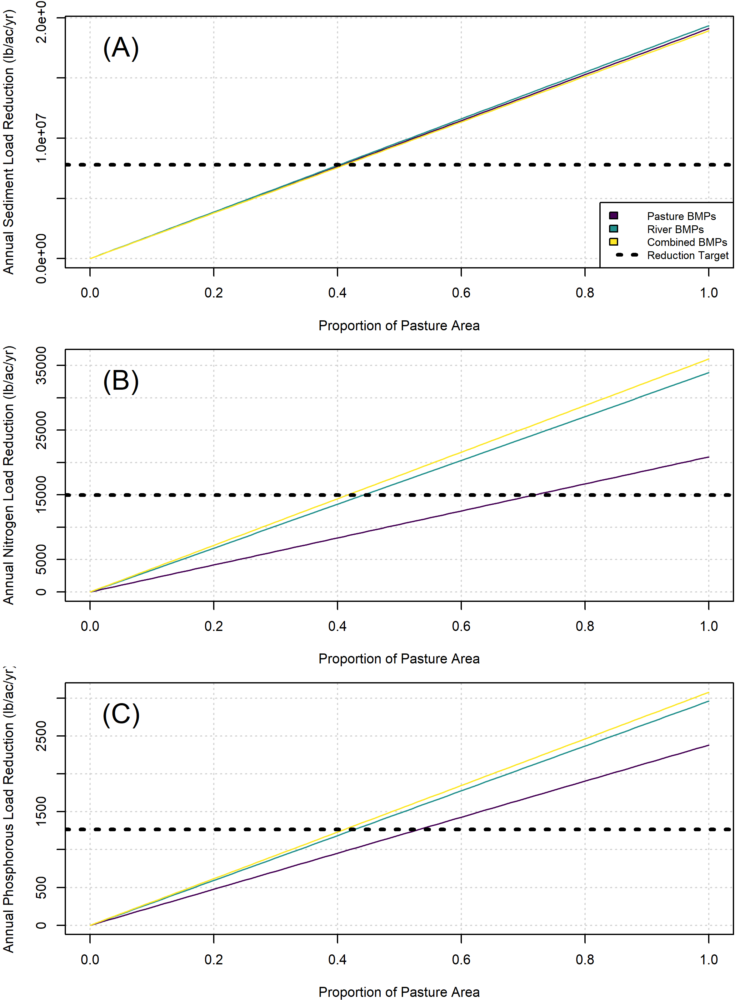 Annual Sediment Load Reduction (lb/ac/yr)
2.0e+0
1.0e+07
0.0e+00
(A)
Pasture BMPs
River BMPs
Combined BMPs
Reduction Target
0.0 0.2 0.4 0.6 0.8 1.0
Proportion of Pasture Area
Annual Nitrogen Load Reduction (lb/ac/yr)
35000
25000
15000
5000
0
(B)
0.0 0.2 0.4 0.6 0.8 1.0
Proportion of Pasture Area
Annual Phosphorous Load Reduction (lb/ac/yr)
2500
1500
500
0
(C)
0.0 0.2 0.4 0.6 0.8 1.0
Proportion of Pasture Area